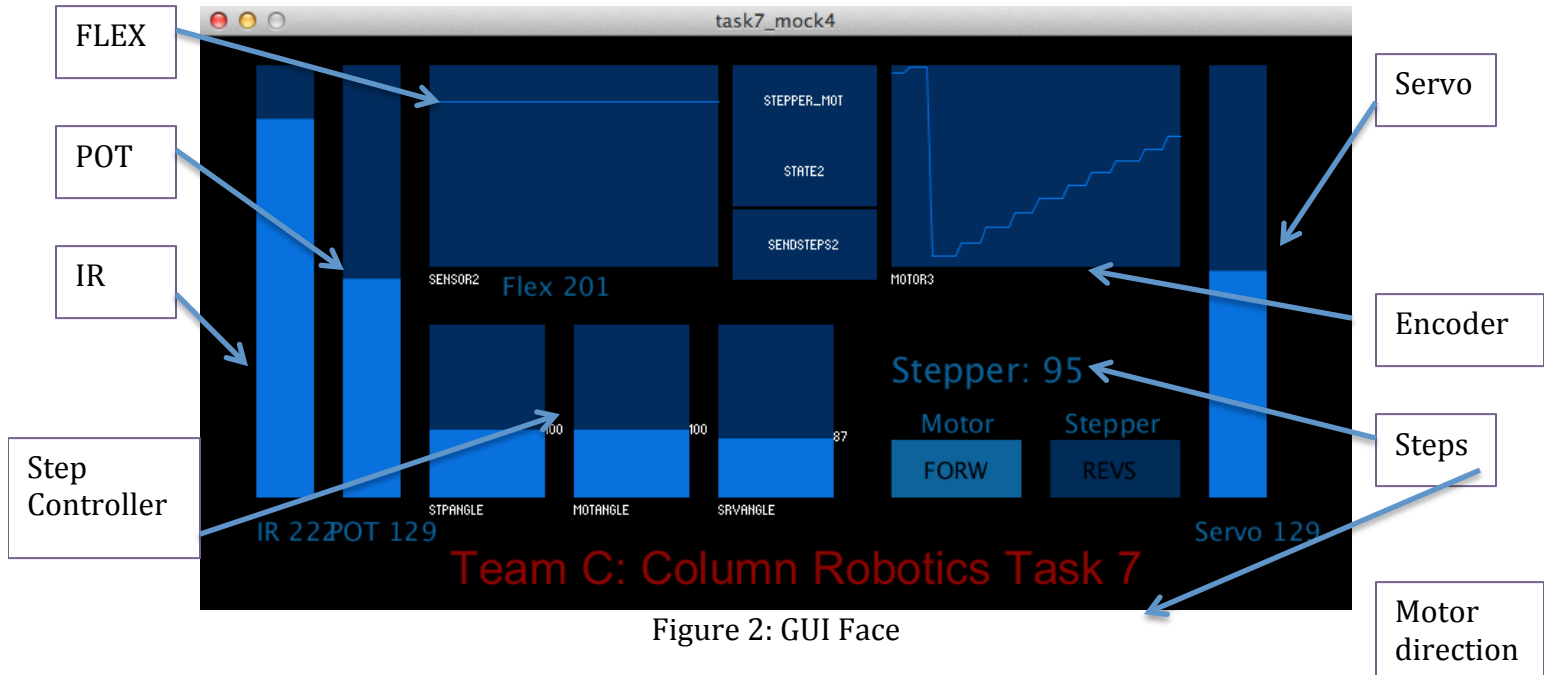 task7_mock4
FLEX
POT
IR
Step
Controller
STEPPER_MOT
STATE2
SENDSTEPS2
SENSOR2
Flex 201
MOTOR3
Stepper: 95
Motor
Stepper
FORW
REVS
100
100
87
STPANGLE
MOTANGLE
SRVANGLE
IR 222
POT 129
Servo 129
Team C: Column Robotics Task 7
Servo
Encoder
Steps
Motor
direction
Figure 2: GUI Face